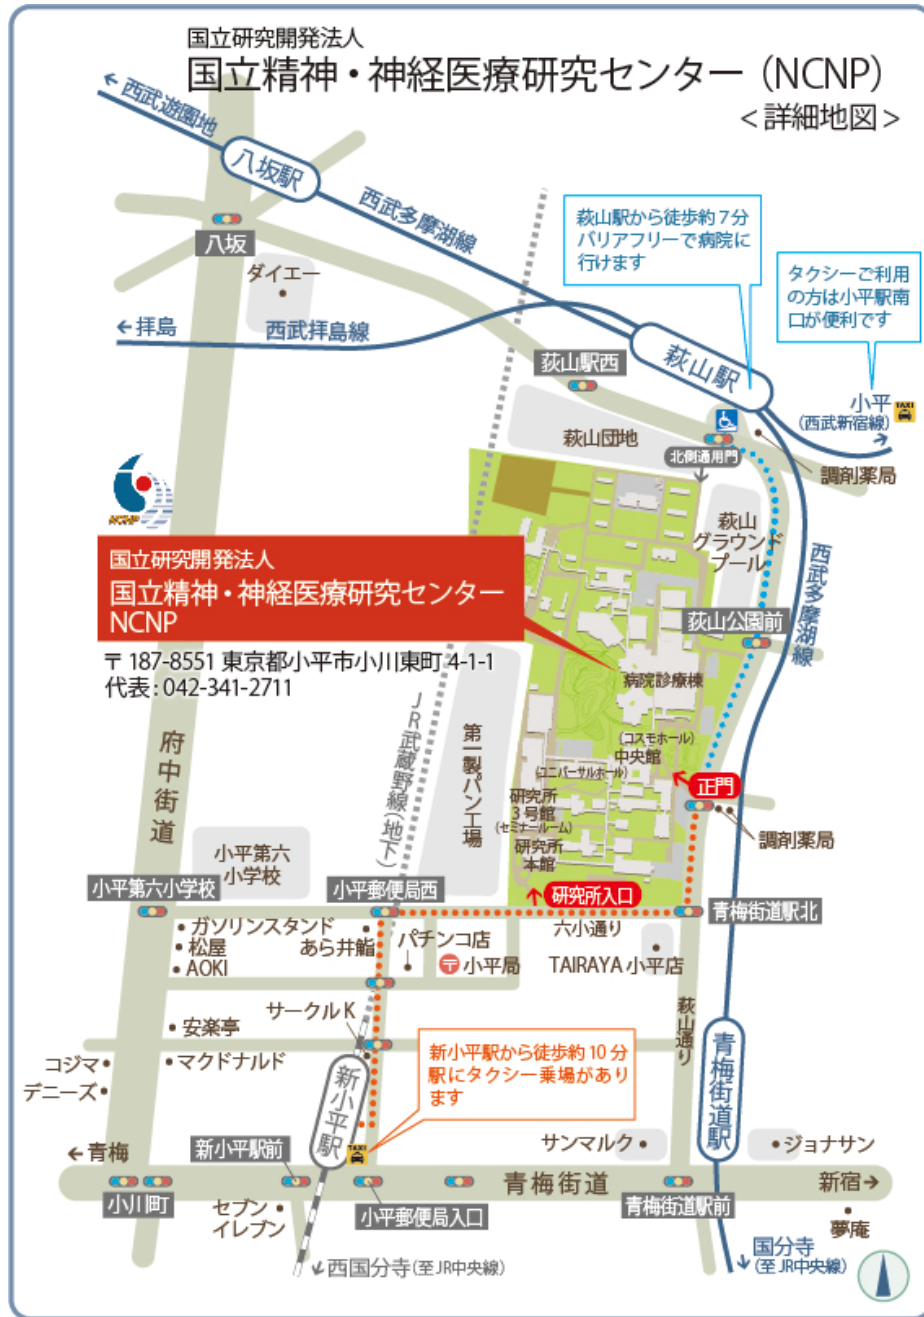 国立研究開発法人
国立精神・神経医療研究センター (NCNP)
<詳細地図>
←西武遊園地
八坂駅
西武多摩湖線
八坂
ダイエー
←拝島
西武拝島線
萩山駅から徒歩約7分
バリアフリーで病院に
行けます
タクシーご利用
の方は小平駅南
口が便利です
萩山駅
荻山駅西
小平
(西武新宿線)
TAXI
萩山団地
北側通用門
調剤薬局
NCNP
萩山
グラウンド
プール
西武多摩湖線
国立研究開発法人
国立精神・神経医療研究センター
NCNP
荻山公園前
〒187-8551 東京都小平市小川東町 4-1-1
代表:042-341-2711
病院診療棟
JR武蔵野線(地下)
第一製パン工場
(コスモホール)
中央館
(ユニバーサルホール)
正門
府中街道
研究所
3号館
(セミナールーム)
研究所
本館
調剤薬局
小平第六
小学校
小平第六小学校
小平郵便局西
研究所入口
青梅街道駅北
ガソリンスタンド
松屋
AOKI
あら井鮨
パチンコ店
〒小平局
六小通り
TAIRAYA 小平店
サークルK
安楽亭
マクドナルド
コジマ
デニーズ
萩山通り
新小平駅から徒歩約10分
駅にタクシー乗場があり
ます
新小平駅
青梅街道駅
TAXI
サンマルク
ジョナサン
←青梅
新小平駅前
青梅街道
新宿→
小川町
セブン
イレブン
小平郵便局入口
青梅街道駅前
夢庵
西国分寺(至JR中央線)
国分寺
(至JR中央線)